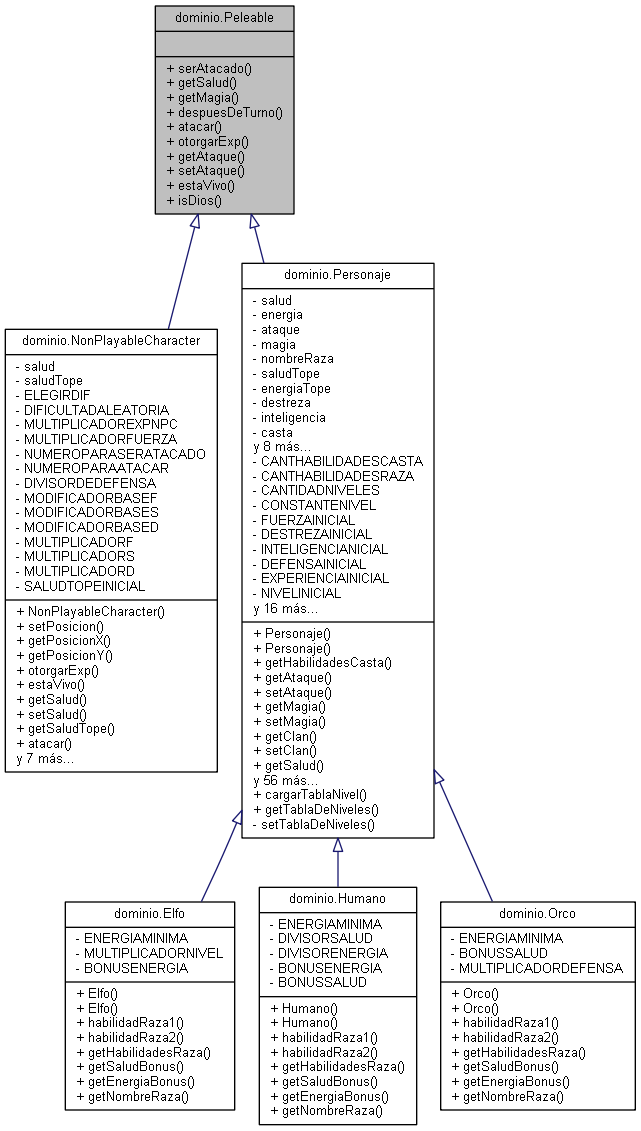 dominio.Peleable
+ serAtacado()
+ getSalud()
+ getMagia()
+ despuesDeTurno()
+ atacar()
+ otorgarExp()
+ getAtaque()
+ setAtaque()
+ estaVivo()
+ isDios()
dominio.NonPlayableCharacter
- salud
- saludTope
- ELEGIRDIF
- DIFICULTADALEATORIA
- MULTIPLICADOREXPNPC
- MULTIPLICADORFUERZA
- NUMEROPARASERATACADO
- NUMEROPARAATACAR
- DIVISORDEDEFENSA
- MODIFICADORBASEF
- MODIFICADORBASES
- MODIFICADORBASED
- MULTIPLICADORF
- MULTIPLICADORS
- MULTIPLICADORD
- SALUDTOPEINICIAL
+ NonPlayableCharacter()
+ setPosicion()
+ getPosicionX()
+ getPosicionY()
+ otorgarExp()
+ estaVivo()
+ getSalud()
+ setSalud()
+ getSaludTope()
+ atacar()
y 7 más...
dominio.Personaje
- salud
- energia
- ataque
- magia
- nombreRaza
- saludTope
- energiaTope
- destreza
- inteligencia
- casta
y 8 más...
- CANTHABILIDADESCASTA
- CANTHABILIDADESRAZA
- CANTIDADNIVELES
- CONSTANTENIVEL
- FUERZAINICIAL
- DESTREZAINICIAL
- INTELIGENCIANICIAL
- DEFENSAINICIAL
- EXPERIENCIAINICIAL
- NIVELINICIAL
y 16 más...
+ Personaje()
+ Personaje()
+ getHabilidadesCasta()
+ getAtaque()
+ setAtaque()
+ getMagia()
+ setMagia()
+ getClan()
+ setClan()
+ getSalud()
y 56 más...
+ cargarTablaNivel()
+ getTablaDeNiveles()
- setTablaDeNiveles()
dominio.Elfo
- ENERGIAMINIMA
- MULTIPLICADORNIVEL
- BONUSENERGIA
+ Elfo()
+ Elfo()
+ habilidadRaza1()
+ habilidadRaza2()
+ getHabilidadesRaza()
+ getSaludBonus()
+ getEnergiaBonus()
+ getNombreRaza()
dominio.Humano
- ENERGIAMINIMA
- DIVISORSALUD
- DIVISORENERGIA
- BONUSENERGIA
- BONUSSALUD
+ Humano()
+ Humano()
+ habilidadRaza1()
+ habilidadRaza2()
+ getHabilidadesRaza()
+ getSaludBonus()
+ getEnergiaBonus()
+ getNombreRaza()
dominio.Orco
- ENERGIAMINIMA
- BONUSSALUD
- MULTIPLICADORDEFENSA
+ Orco()
+ Orco()
+ habilidadRaza1()
+ habilidadRaza2()
+ getHabilidadesRaza()
+ getSaludBonus()
+ getEnergiaBonus()
+ getNombreRaza()